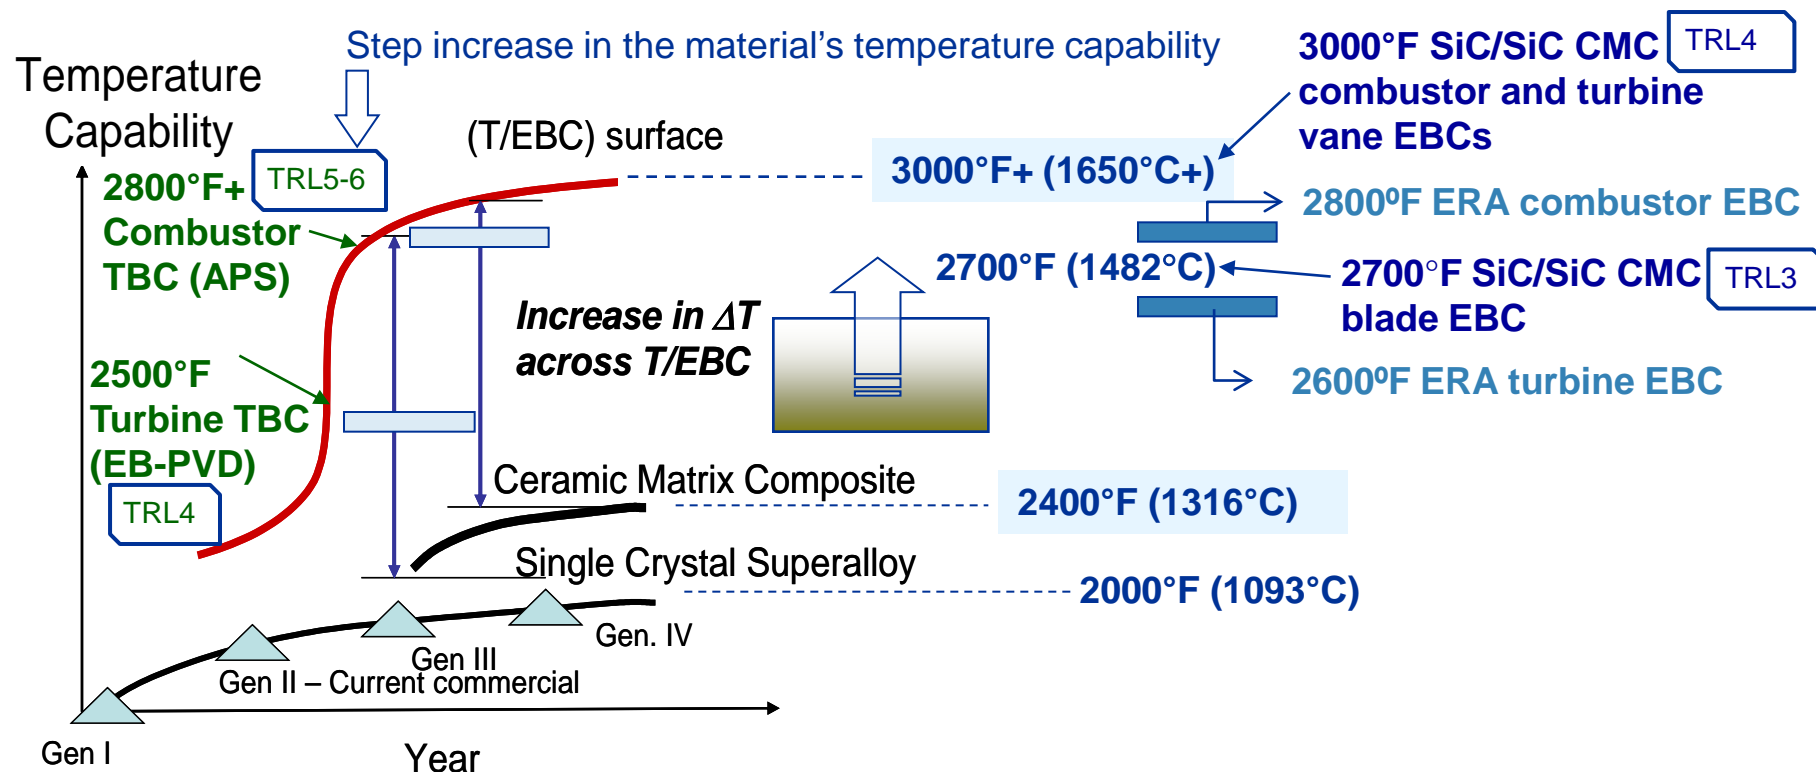 Step increase in the material's temperature capability
Temperature
Capability
TRL5-6
2800°F+
Combustor
TBC (APS)
2500°F
Turbine TBC
(EB-PVD)
TRL4
(T/EBC) surface
Increase in ΔT
across T/EBC
3000°F+ (1650°C+)
3000°F SiC/SiC CMC
combustor and turbine
vane EBCs
TRL4
2800⁰F ERA combustor EBC
2700°F (1482°C)
2700°F SiC/SiC CMC
blade EBC
TRL3
2600⁰F ERA turbine EBC
Ceramic Matrix Composite
2400°F (1316°C)
Single Crystal Superalloy
2000°F (1093°C)
Gen. IV
Gen III
Gen II – Current commercial
Gen I
Year